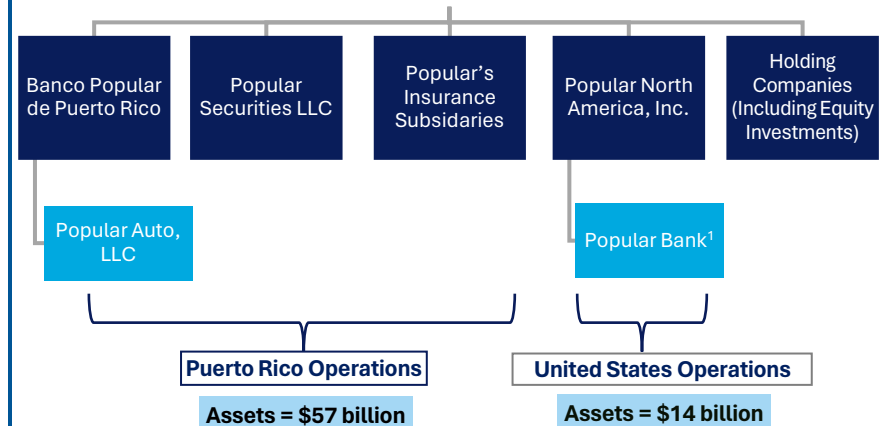 Banco Popular
de Puerto Rico
Popular
Securities LLC
Popular's
Insurance
Subsidaries
Popular North
America, Inc.
Holding
Companies
(Including Equity
Investments)
Popular Auto,
LLC
Popular Bank¹
Puerto Rico Operations
United States Operations
Assets = $57 billion
Assets = $14 billion